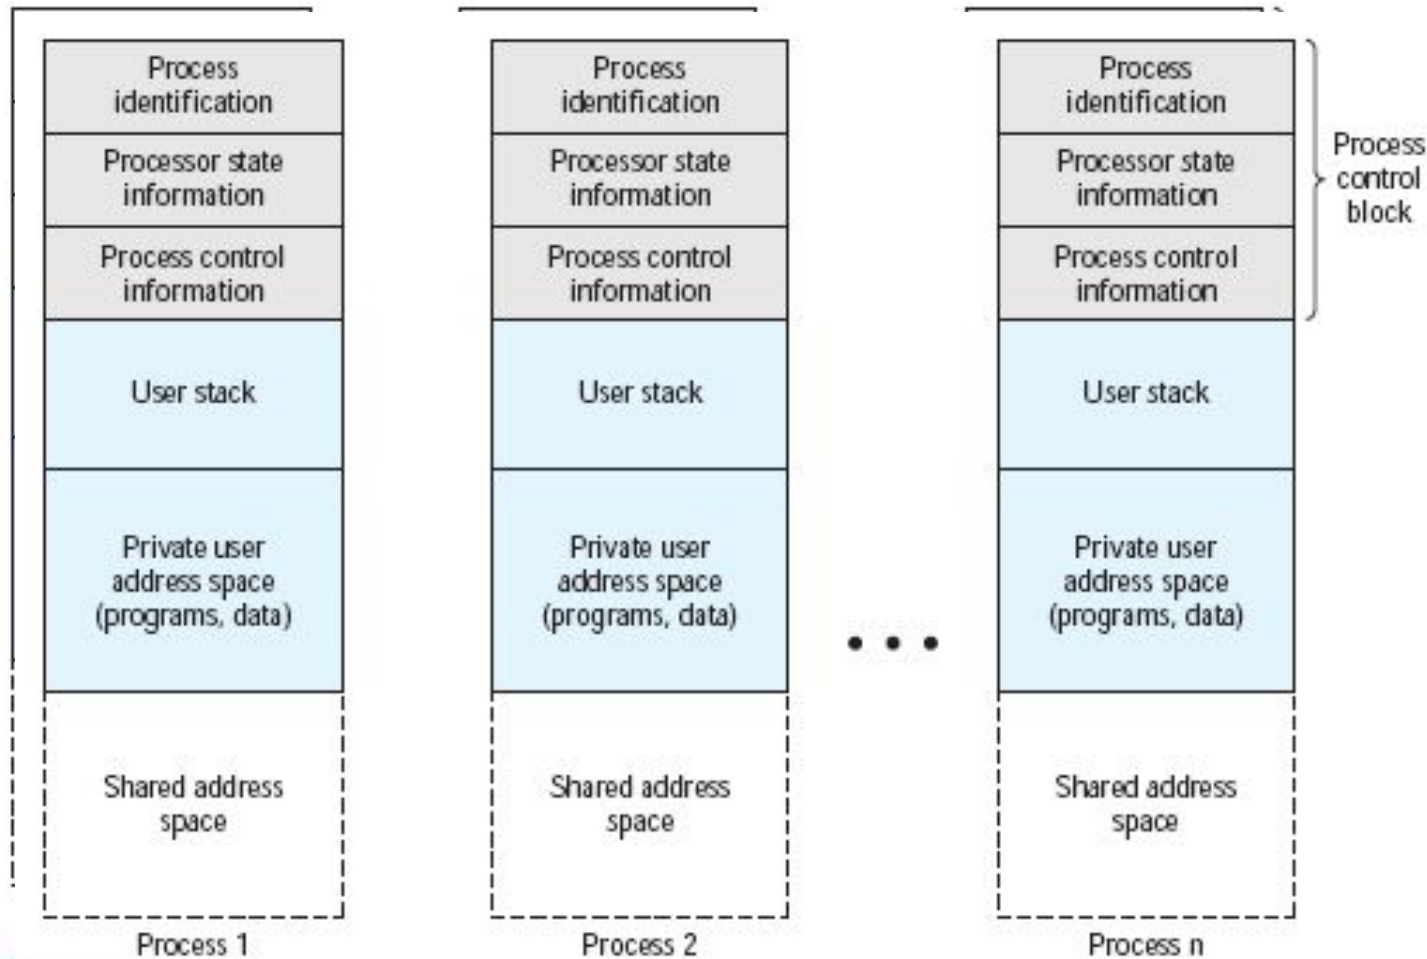 Process
identification
Processor state
information
Process control
information
User stack
Private user
address space
(programs, data)
Shared address
space
Process 1
Process
identification
Processor state
information
Process control
information
User stack
Private user
address space
(programs, data)
Shared address
space
Process 2
Process
identification
Processor state
information
Process control
information
User stack
Private user
address space
(programs, data)
Shared address
space
Process n
Process
control
block